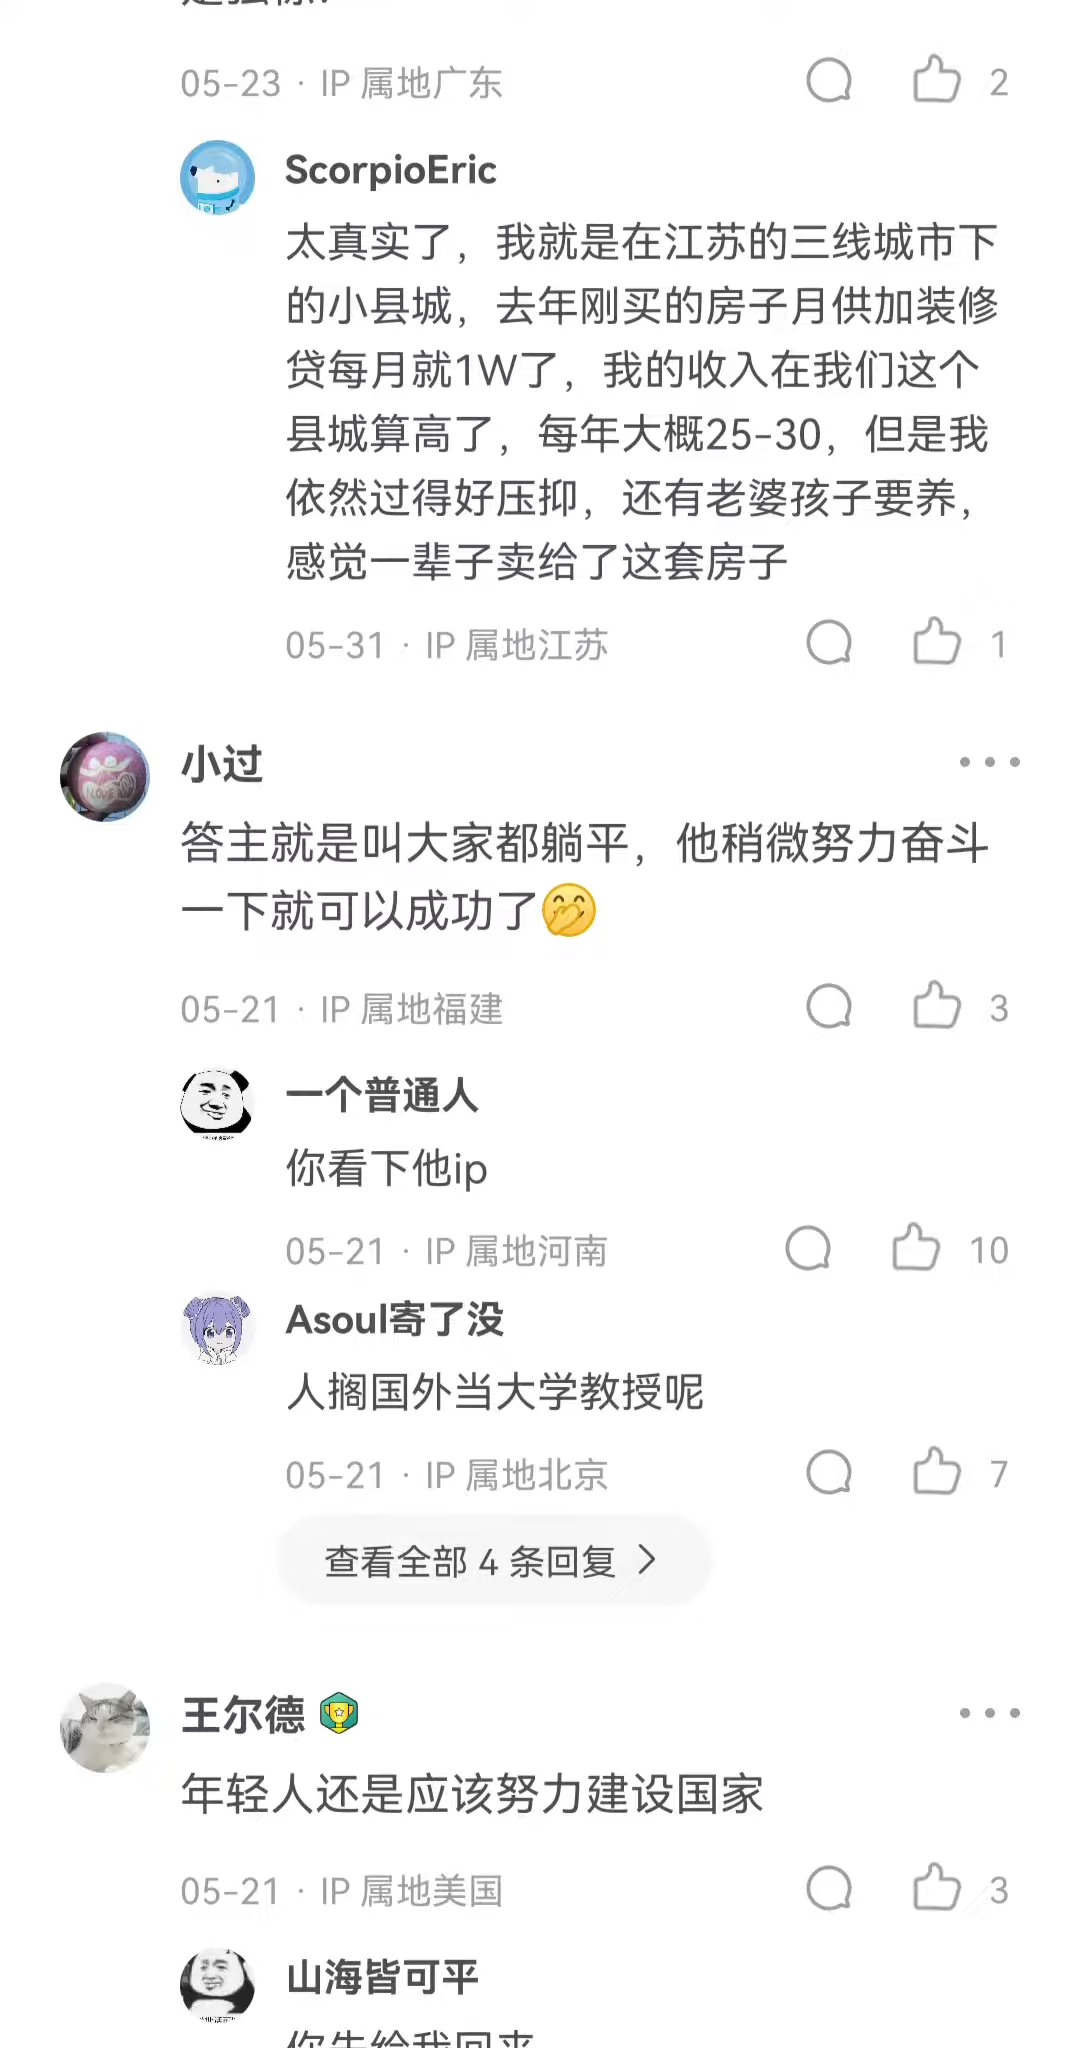 05-23 · IP 属地广东
2
ScorpioEric
太真实了，我就是在江苏的三线城市下
的小县城，去年刚买的房子月供加装修
贷每月就1W了，我的收入在我们这个
县城算高了，每年大概25-30，但是我
依然过得好压抑，还有老婆孩子要养，
感觉一辈子卖给了这套房子
05-31 · IP 属地江苏
1
小过
答主就是叫大家都躺平，他稍微努力奋斗
一下就可以成功了🤭
05-21 · IP 属地福建
3
一个普通人
你看下他ip
05-21 · IP 属地河南
10
Asoul寄了没
人搁国外当大学教授呢
05-21 · IP 属地北京
7
查看全部 4 条回复
王尔德
年轻人还是应该努力建设国家
05-21 · IP 属地美国
3
山海皆可平
你先给我回来